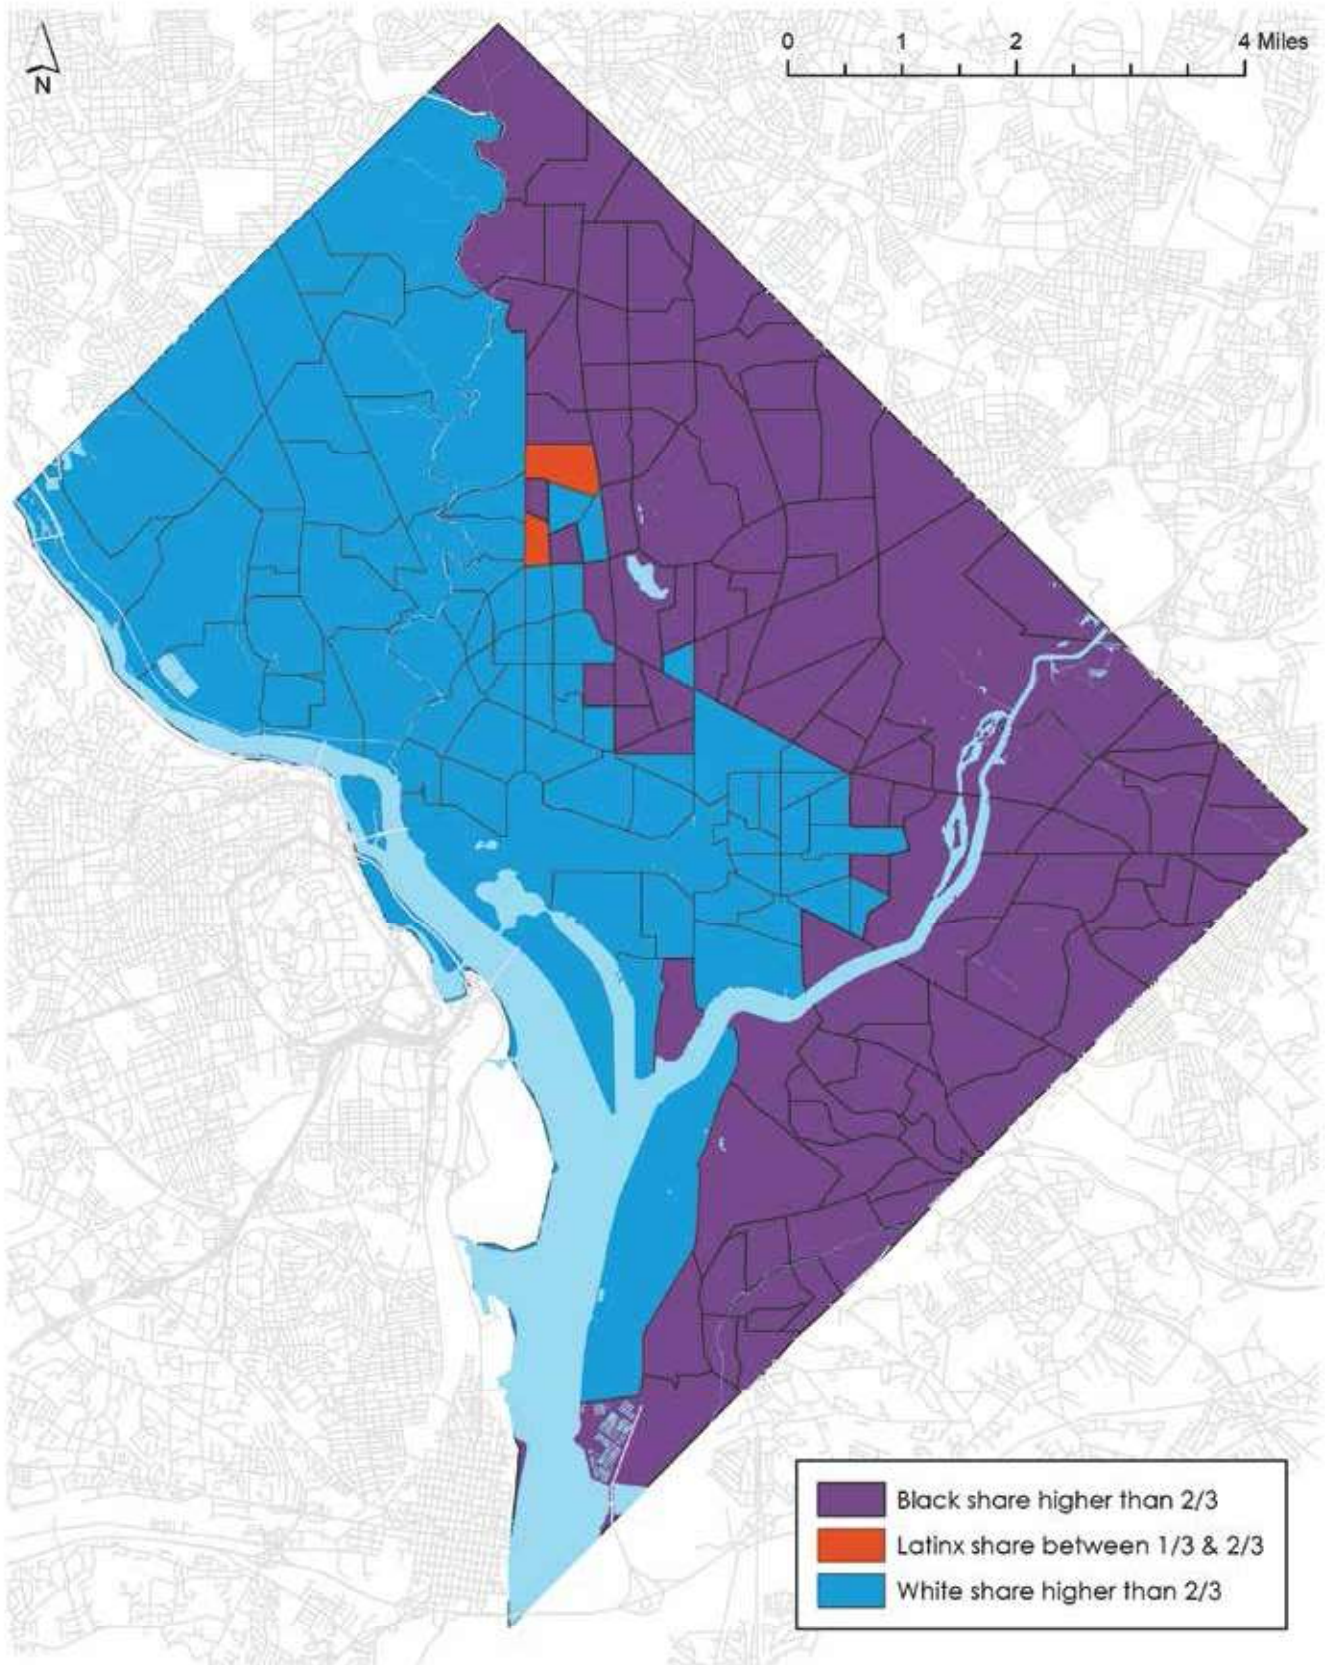 0 1 2 4 Miles
N
Black share higher than 2/3
Latinx share between 1/3 & 2/3
White share higher than 2/3